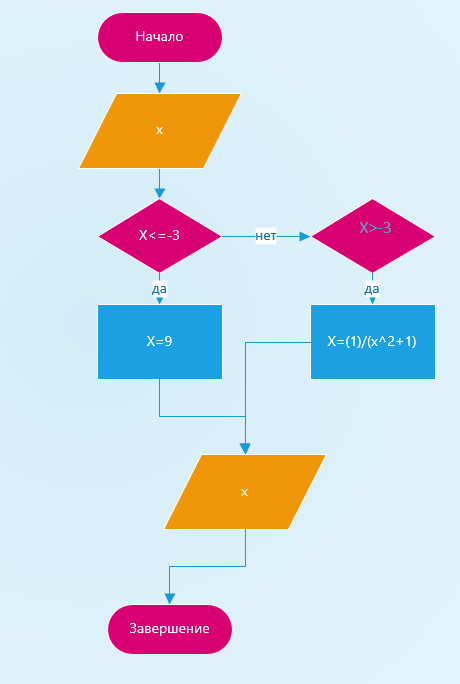 Начало
x
X<=-3
нет
X>-3
да
да
X=9
X=(1)/(x^2+1)
x
Завершение